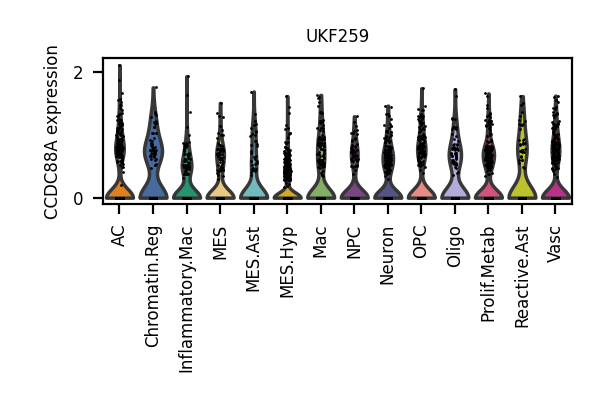 UKF259
CCDC88A expression
2
0
AC
Chromatin.Reg
Inflammatory.Mac
MES
MES.Ast
MES.Hyp
Mac
NPC
Neuron
OPC
Oligo
Prolif.Metab
Reactive.Ast
Vasc